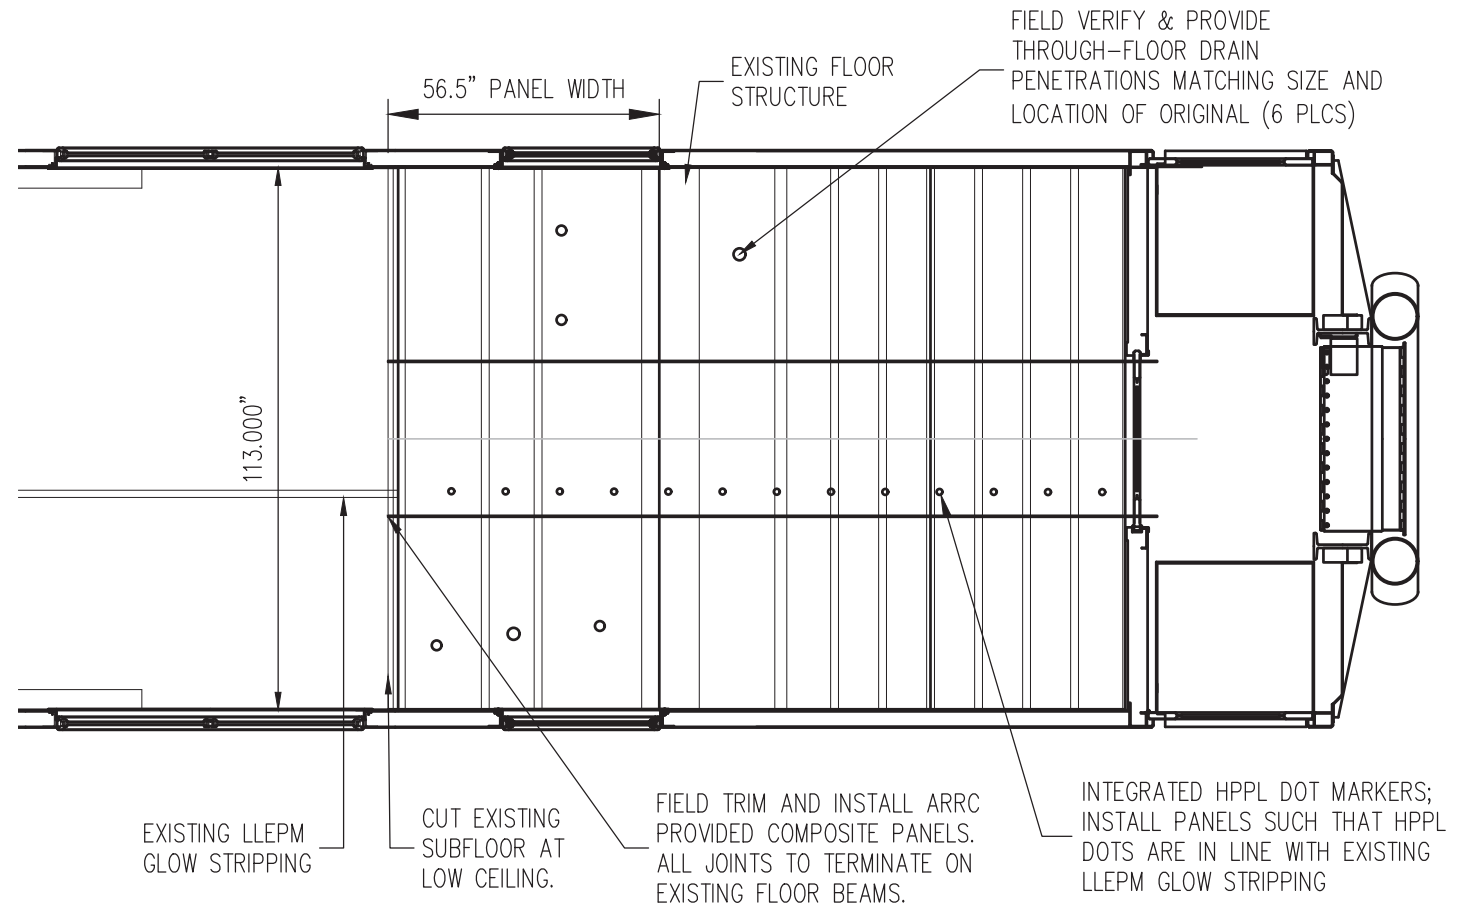 FIELD VERIFY & PROVIDE
THROUGH-FLOOR DRAIN
PENETRATIONS MATCHING SIZE AND
LOCATION OF ORIGINAL (6 PLCS)
EXISTING FLOOR
STRUCTURE
56.5" PANEL WIDTH
113.000"
EXISTING LLEPM
GLOW STRIPPING
CUT EXISTING
SUBFLOOR AT
LOW CEILING.
FIELD TRIM AND INSTALL ARRC
PROVIDED COMPOSITE PANELS.
ALL JOINTS TO TERMINATE ON
EXISTING FLOOR BEAMS.
INTEGRATED HPPL DOT MARKERS;
INSTALL PANELS SUCH THAT HPPL
DOTS ARE IN LINE WITH EXISTING
LLEPM GLOW STRIPPING